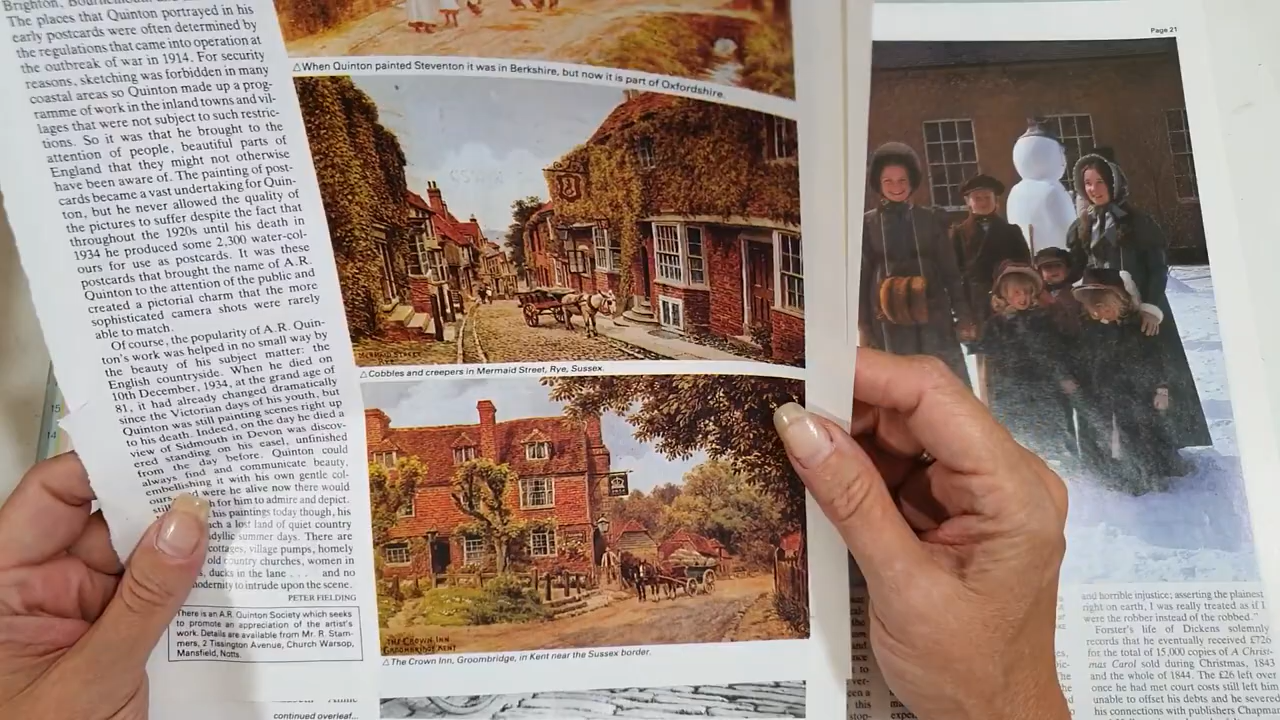 Brighton, Bournemouth, and
The places that Quinton portrayed in his
early postcards were often determined by
the regulations that came into operation at
the outbreak of war in 1914. For security
reasons, sketching was forbidden in many
coastal areas so Quinton made up a prog-
ramme of work in the inland towns and vil-
lages that were not subject to such restric-
tions. So it was that he brought to the
attention of people, beautiful parts of
England that they might not otherwise
have been aware of. The painting of post-
cards became a vast undertaking for Quin-
ton, but he never allowed the quality of
the pictures to suffer despite the fact that
throughout the 1920s until his death in
1934 he produced some 2,300 water-col-
ours for use as postcards. It was these
postcards that brought the name of A.R.
Quinton to the attention of the public and
created a pictorial charm that the more
sophisticated camera shots were rarely
able to match.
Of course, the popularity of A.R. Quin-
ton's work was helped in no small way by
the beauty of his subject matter: the
English countryside. When he died on
10th December, 1934, at the grand age of
81, it had already changed dramatically
since the Victorian days of his youth, but
Quinton was still painting scenes right up
to his death. Indeed, on the day he died a
view of Sidmouth in Devon was discov-
ered standing on his easel, unfinished
from the day before. Quinton could
always find and communicate beauty,
embellishing it with his own gentle col-
ours and were he alive now there would
still h for him to admire and depict.
his paintings today though, his
ch a lost land of quiet country
idyllic summer days. There are
cottages, village pumps, homely
old country churches, women in
s, ducks in the lane . . . and no
modernity to intrude upon the scene.
PETER FIELDING
There is an A.R. Quinton Society which seeks
to promote an appreciation of the artist's
work. Details are available from Mr. R. Stam-
mers, 2 Tissington Avenue, Church Warsop,
Mansfield, Notts.
continued overleaf...
△When Quinton painted Steventon it was in Berkshire, but now it is part of Oxfordshire.
MERMAID STREET
△Cobbles and creepers in Mermaid Street, Rye, Sussex.
THE CROWN INN
GROOMBRIDGE KENT
△The Crown Inn, Groombridge, in Kent near the Sussex border.
Page 21
and horrible injustice; asserting the plainest
right on earth, I was really treated as if I
were the robber instead of the robbed."
Forster's life of Dickens solemnly
records that he eventually received £726
for the total of 15,000 copies of A Christ-
mas Carol sold during Christmas, 1843
and the whole of 1844. The £26 left over
once he had met court costs still left him
unable to offset his debts and he severed
his connections with publishers Chapman
15
14